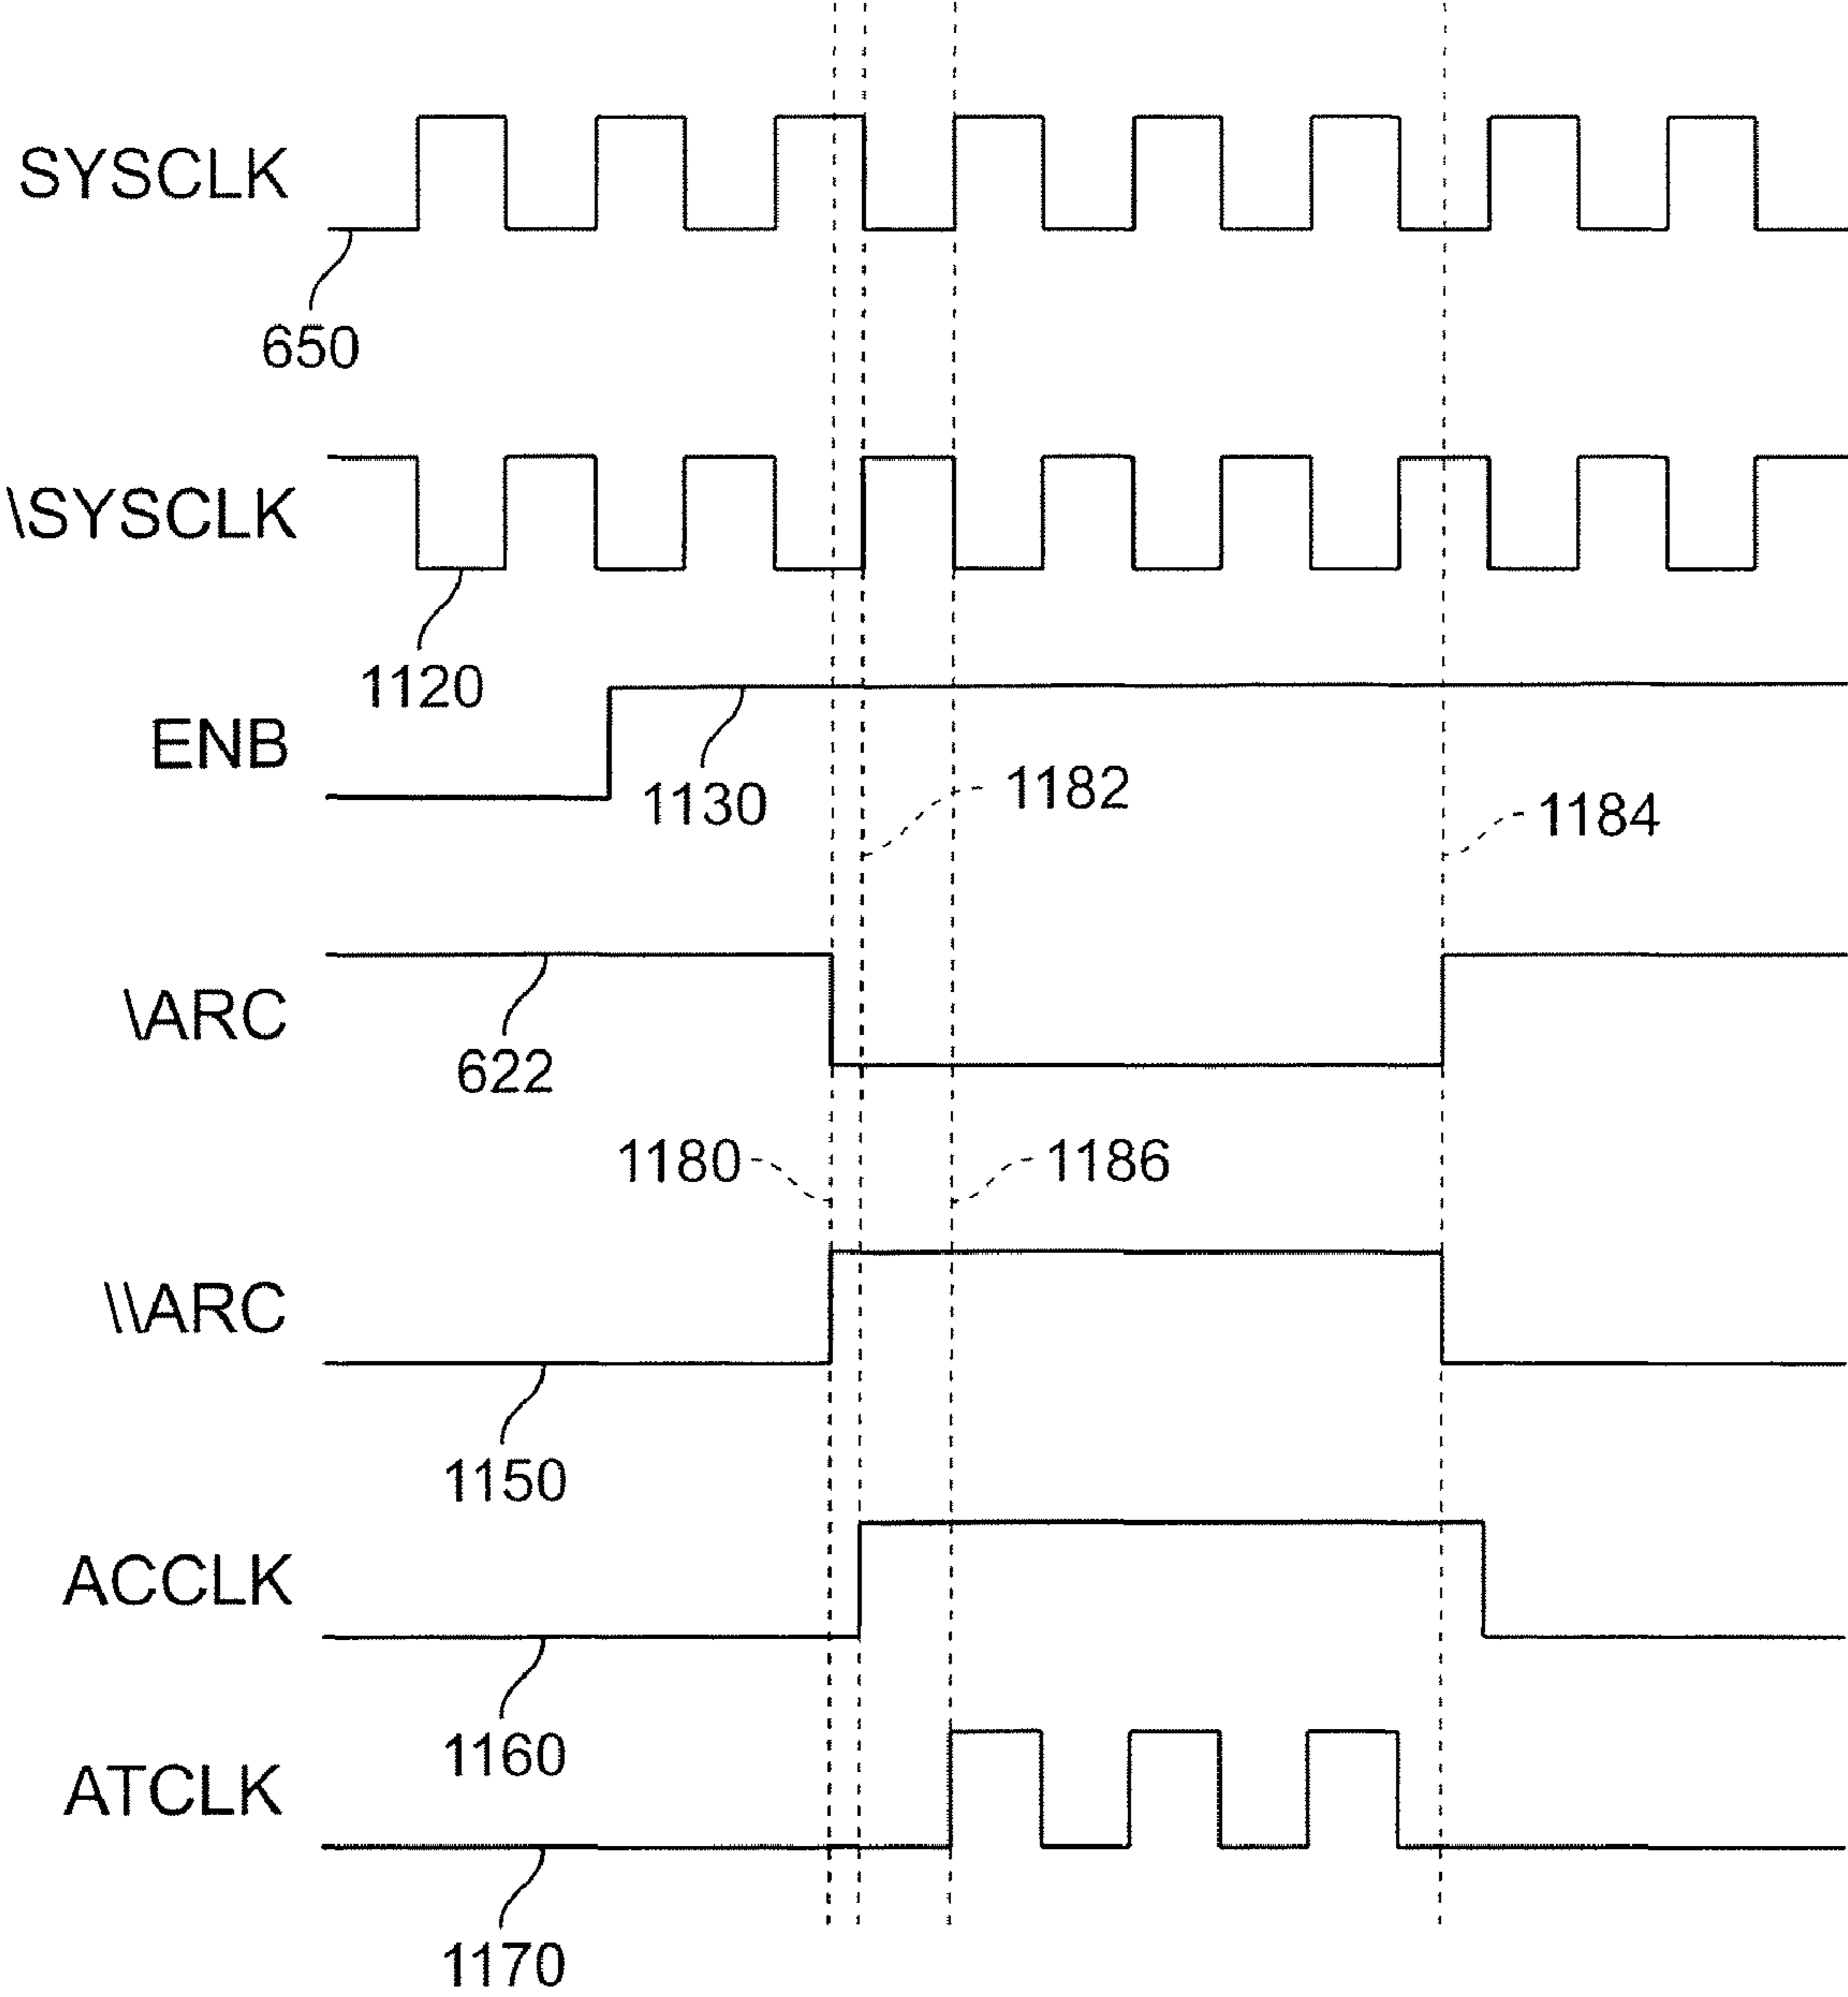 SYSCLK
650
\SYSCLK
1120
ENB
1130
1182
1184
\ARC
622
1180
1186
\\ARC
1150
ACCLK
1160
ATCLK
1170